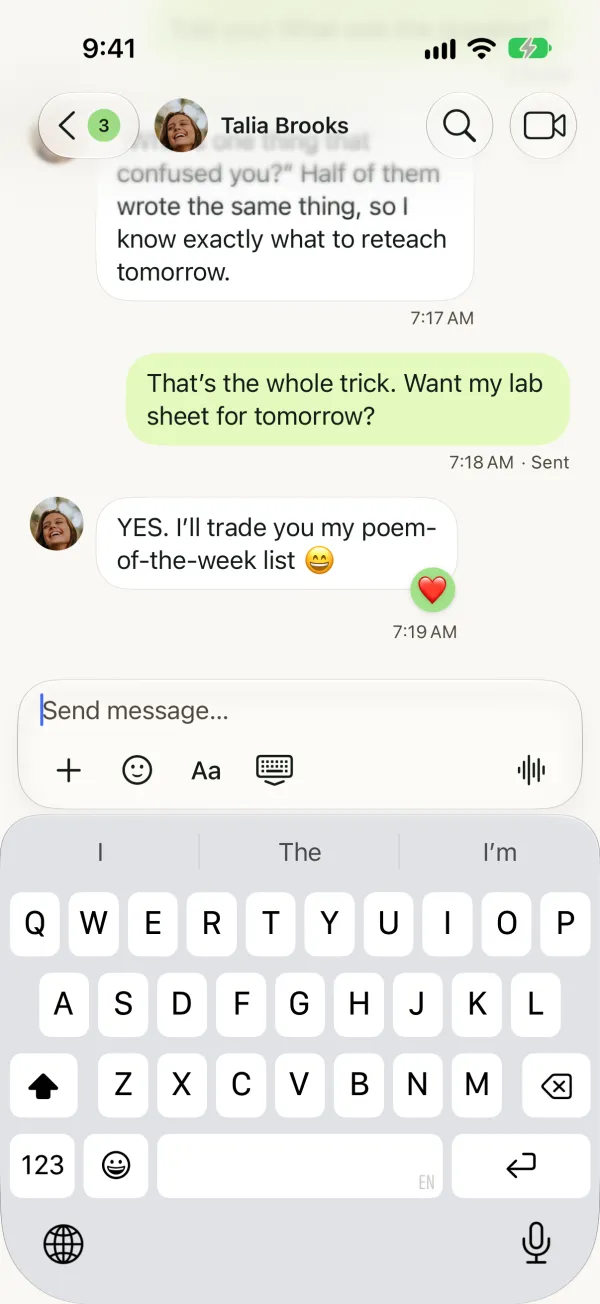 9:41
3
Talia Brooks
one thing that
confused you?” Half of them
wrote the same thing, so I
know exactly what to reteach
tomorrow.
7:17 AM
That’s the whole trick. Want my lab
sheet for tomorrow?
7:18 AM · Sent
YES. I’ll trade you my poem-
of-the-week list 😄
❤️
7:19 AM
Send message...
Aa
I The I’m
Q W E R T Y U I O P
A S D F G H J K L
Z X C V B N M
123
EN